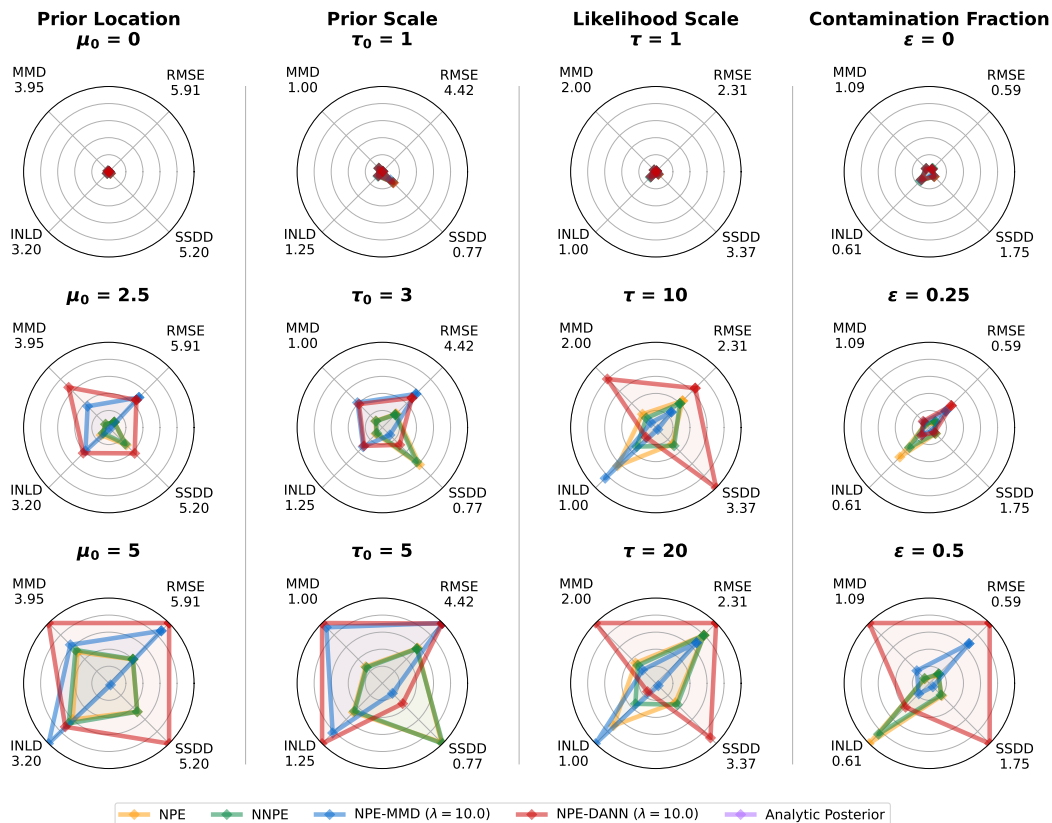 Prior Location
Prior Scale
Likelihood Scale
Contamination Fraction
μ₀ = 0
τ₀ = 1
τ = 1
ε = 0
MMD
3.95
RMSE
5.91
INLD
3.20
SSDD
5.20
MMD
1.00
RMSE
4.42
INLD
1.25
SSDD
0.77
MMD
2.00
RMSE
2.31
INLD
1.00
SSDD
3.37
MMD
1.09
RMSE
0.59
INLD
0.61
SSDD
1.75
μ₀ = 2.5
τ₀ = 3
τ = 10
ε = 0.25
MMD
3.95
RMSE
5.91
INLD
3.20
SSDD
5.20
MMD
1.00
RMSE
4.42
INLD
1.25
SSDD
0.77
MMD
2.00
RMSE
2.31
INLD
1.00
SSDD
3.37
MMD
1.09
RMSE
0.59
INLD
0.61
SSDD
1.75
μ₀ = 5
τ₀ = 5
τ = 20
ε = 0.5
MMD
3.95
RMSE
5.91
INLD
3.20
SSDD
5.20
MMD
1.00
RMSE
4.42
INLD
1.25
SSDD
0.77
MMD
2.00
RMSE
2.31
INLD
1.00
SSDD
3.37
MMD
1.09
RMSE
0.59
INLD
0.61
SSDD
1.75
NPE
NNPE
NPE-MMD (λ = 10.0)
NPE-DANN (λ = 10.0)
Analytic Posterior